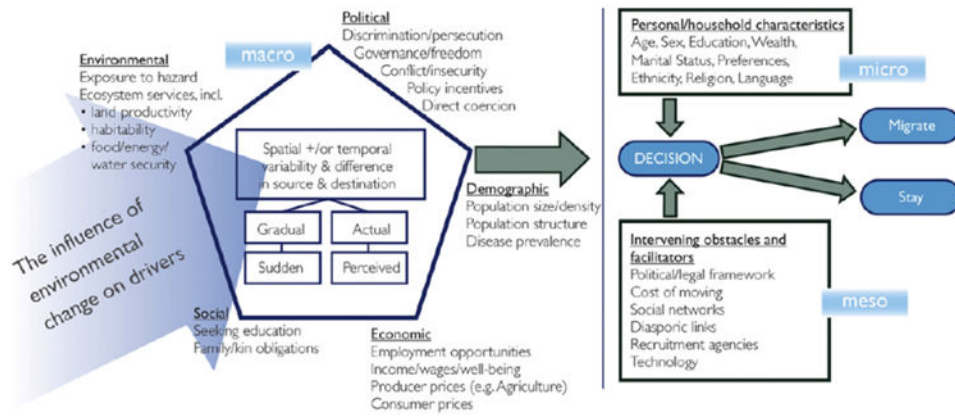 Political
Discrimination/persecution
Governance/freedom
Conflict/insecurity
Policy incentives
Direct coercion
macro
Environmental
Exposure to hazard
Ecosystem services, incl.
• land productivity
• habitability
• food/energy/
water security
Spatial +/or temporal
variability & difference
in source & destination
Gradual
Actual
Sudden
Perceived
The influence of
environmental
change on drivers
Demographic
Population size/density
Population structure
Disease prevalence
Social
Seeking education
Family/kin obligations
Economic
Employment opportunities
Income/wages/well-being
Producer prices (e.g. Agriculture)
Consumer prices
Personal/household characteristics
Age, Sex, Education, Wealth,
Marital Status, Preferences,
Ethnicity, Religion, Language
micro
DECISION
Migrate
Stay
Intervening obstacles and
facilitators
Political/legal framework
Cost of moving
Social networks
Diasporic links
Recruitment agencies
Technology
meso